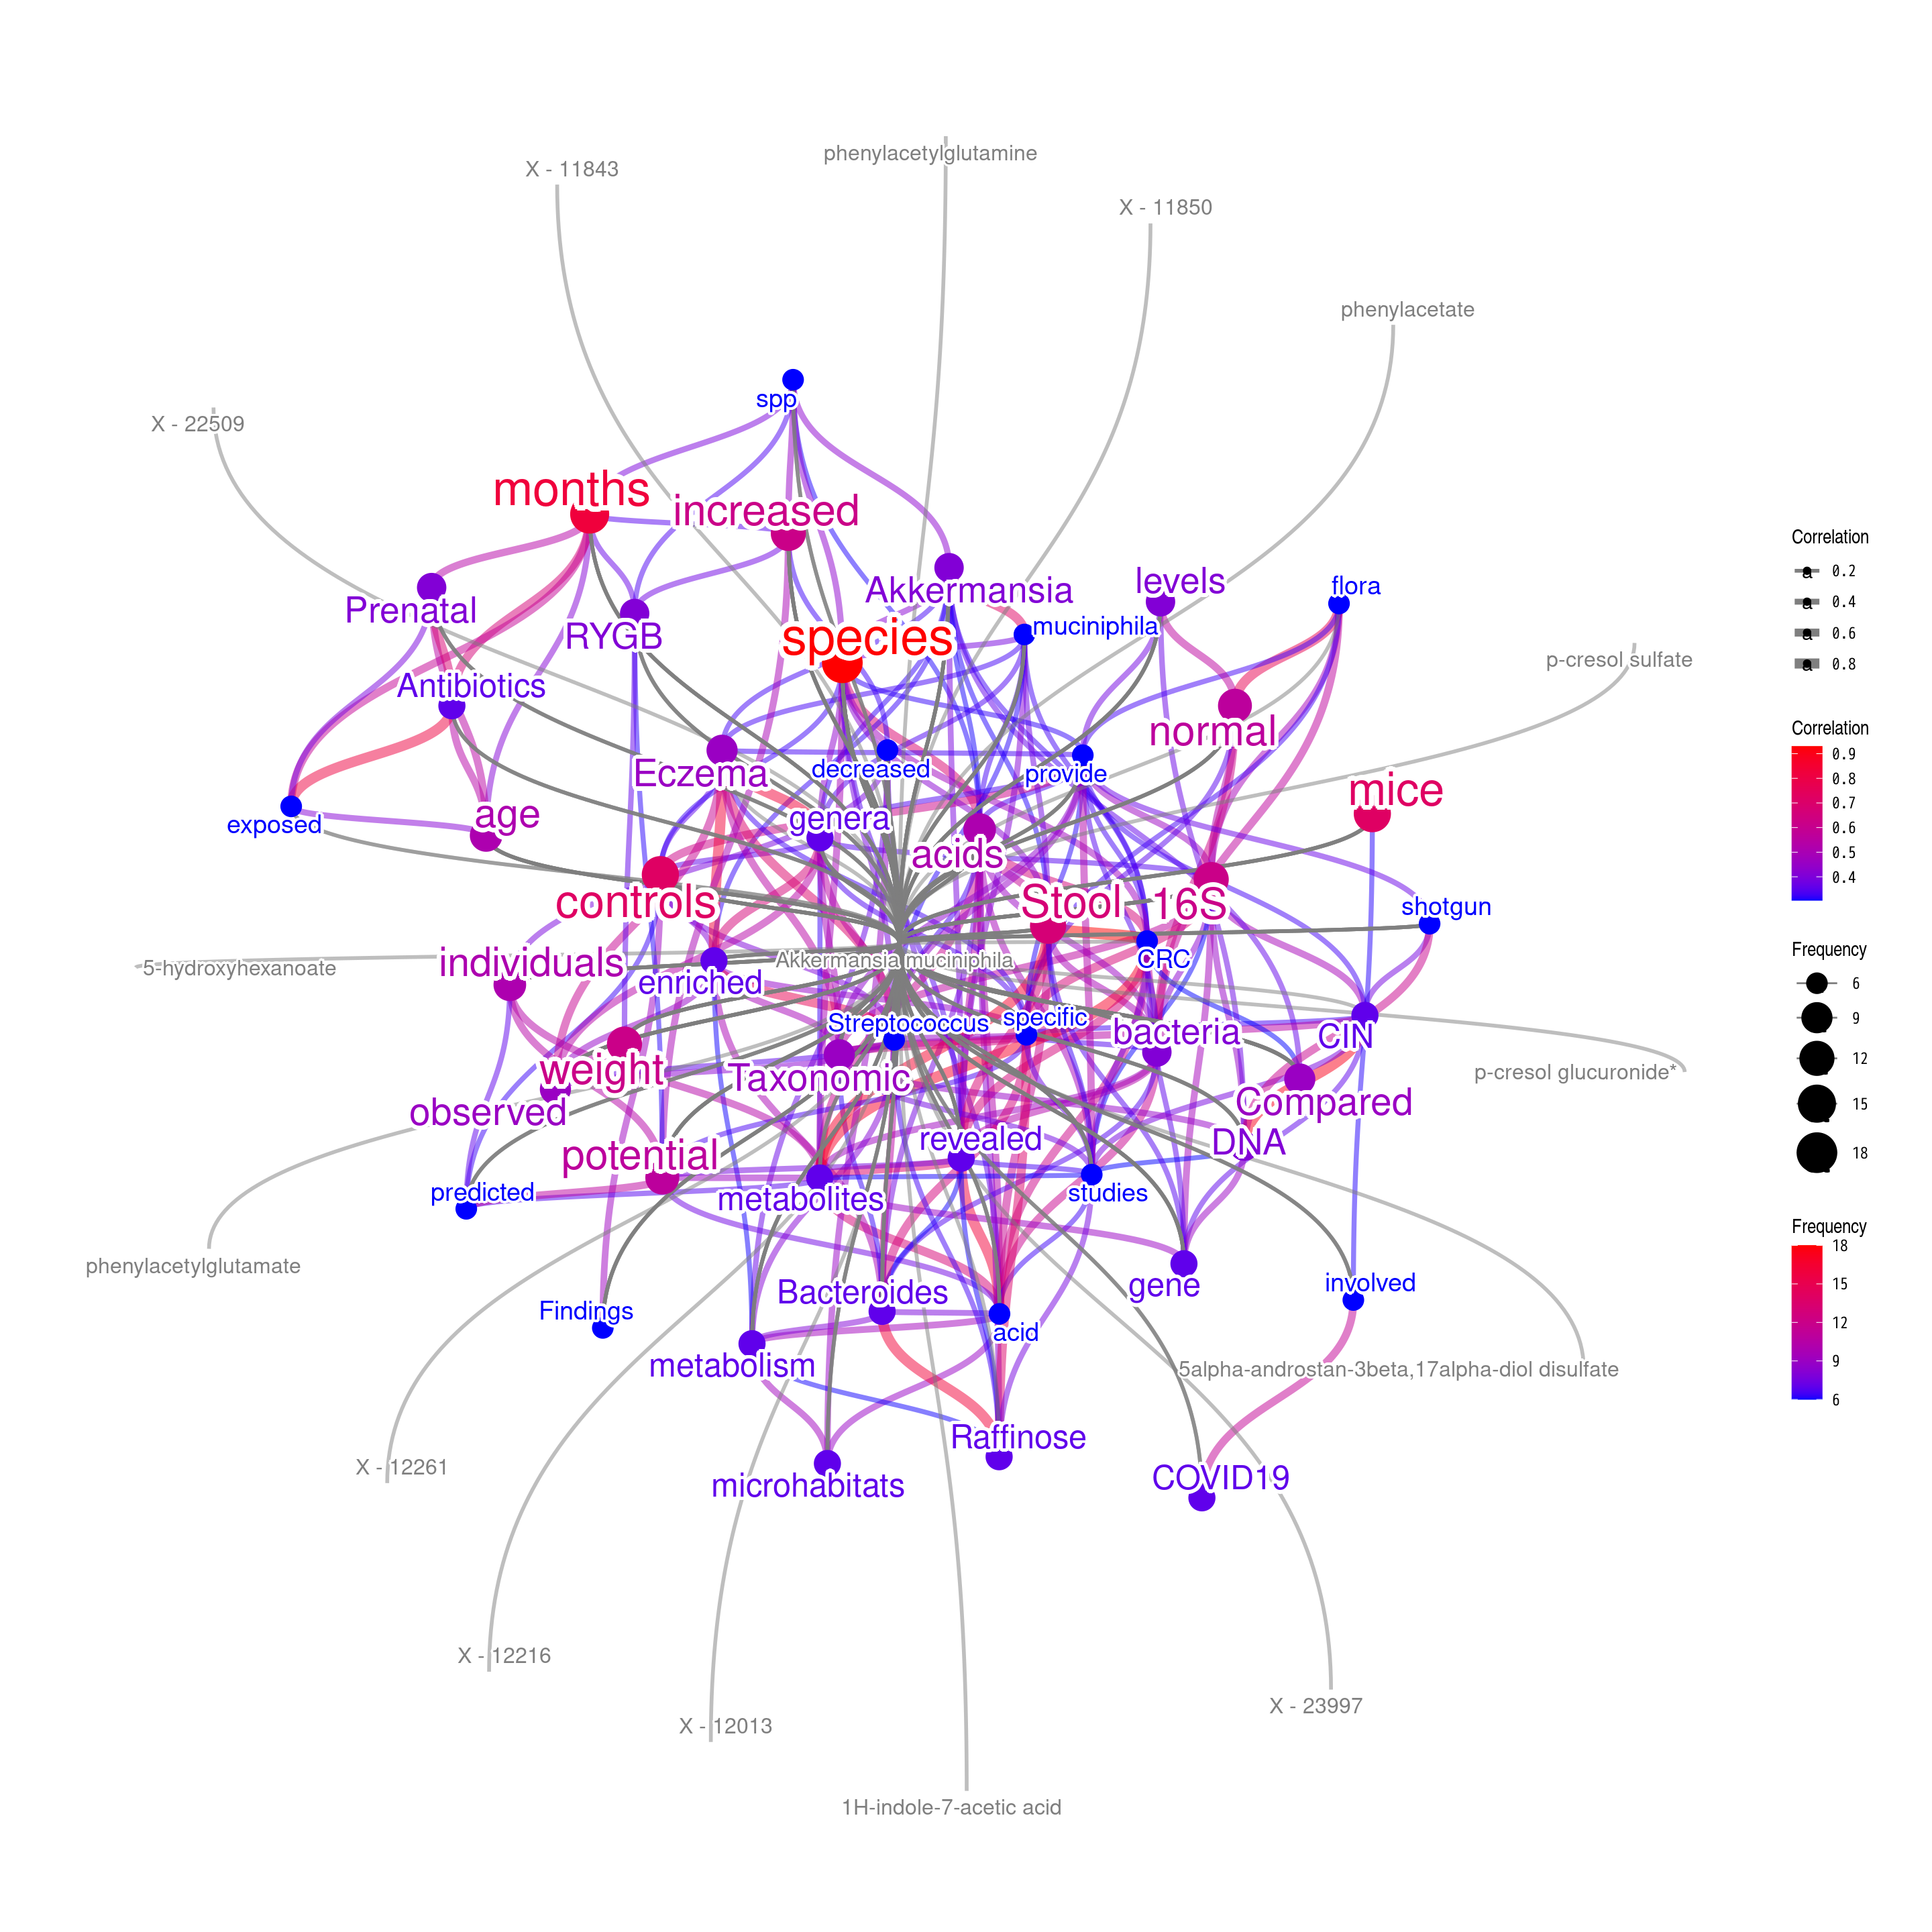 phenylacetylglutamine
X - 11843
X - 11850
phenylacetate
spp
X - 22509
months
increased
Akkermansia
levels
flora
Prenatal
RYGB
species
muciniphila
p-cresol sulfate
Antibiotics
normal
Eczema
decreased
provide
mice
exposed
age
genera
acids
controls
Stool
16S
shotgun
5-hydroxyhexanoate
individuals
Akkermansia muciniphila
CRC
enriched
Streptococcus
specific
bacteria
CIN
weight
Taxonomic
p-cresol glucuronide*
observed
Compared
potential
revealed
DNA
predicted
metabolites
studies
phenylacetylglutamate
Findings
Bacteroides
gene
involved
acid
metabolism
5alpha-androstan-3beta,17alpha-diol disulfate
Raffinose
X - 12261
microhabitats
COVID19
X - 12216
X - 12013
X - 23997
1H-indole-7-acetic acid
Correlation
a 0.2
a 0.4
a 0.6
a 0.8
Correlation
0.9
0.8
0.7
0.6
0.5
0.4
Frequency
6
9
12
15
18
Frequency
18
15
12
9
6